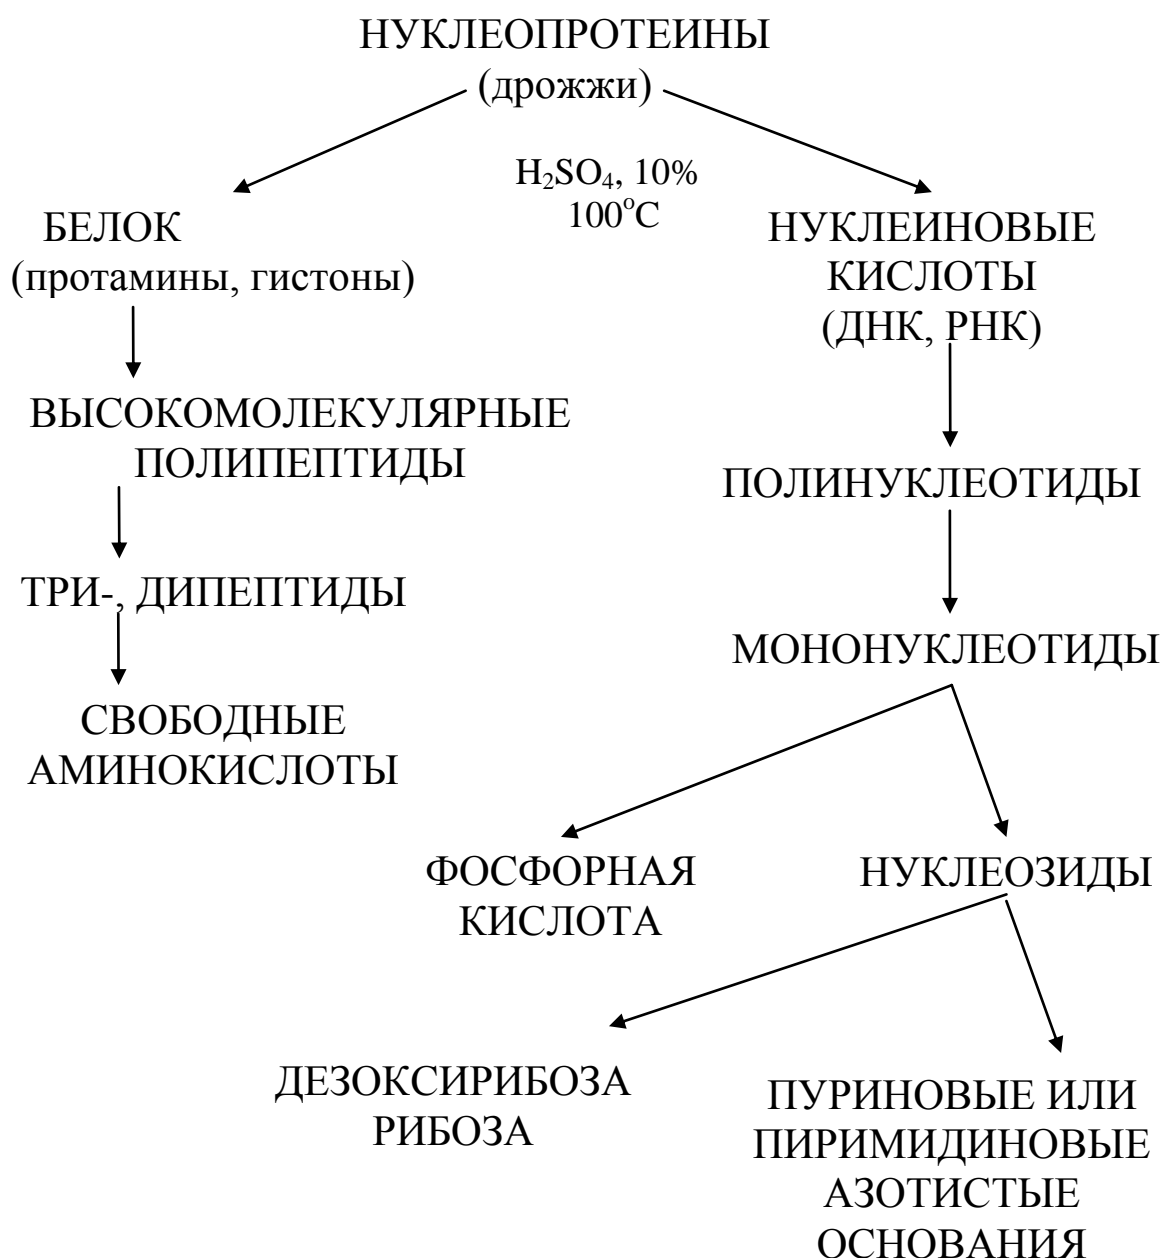 НУКЛЕОПРОТЕИНЫ
(дрожжи)
H₂SO₄, 10%
100°C
БЕЛОК
(протамины, гистоны)
НУКЛЕИНОВЫЕ
КИСЛОТЫ
(ДНК, РНК)
ВЫСОКОМОЛЕКУЛЯРНЫЕ
ПОЛИПЕПТИДЫ
ПОЛИНУКЛЕОТИДЫ
ТРИ-, ДИПЕПТИДЫ
МОНОНУКЛЕОТИДЫ
СВОБОДНЫЕ
АМИНОКИСЛОТЫ
ФОСФОРНАЯ
КИСЛОТА
НУКЛЕОЗИДЫ
ДЕЗОКСИРИБОЗА
РИБОЗА
ПУРИНОВЫЕ ИЛИ
ПИРИМИДИНОВЫЕ
АЗОТИСТЫЕ
ОСНОВАНИЯ